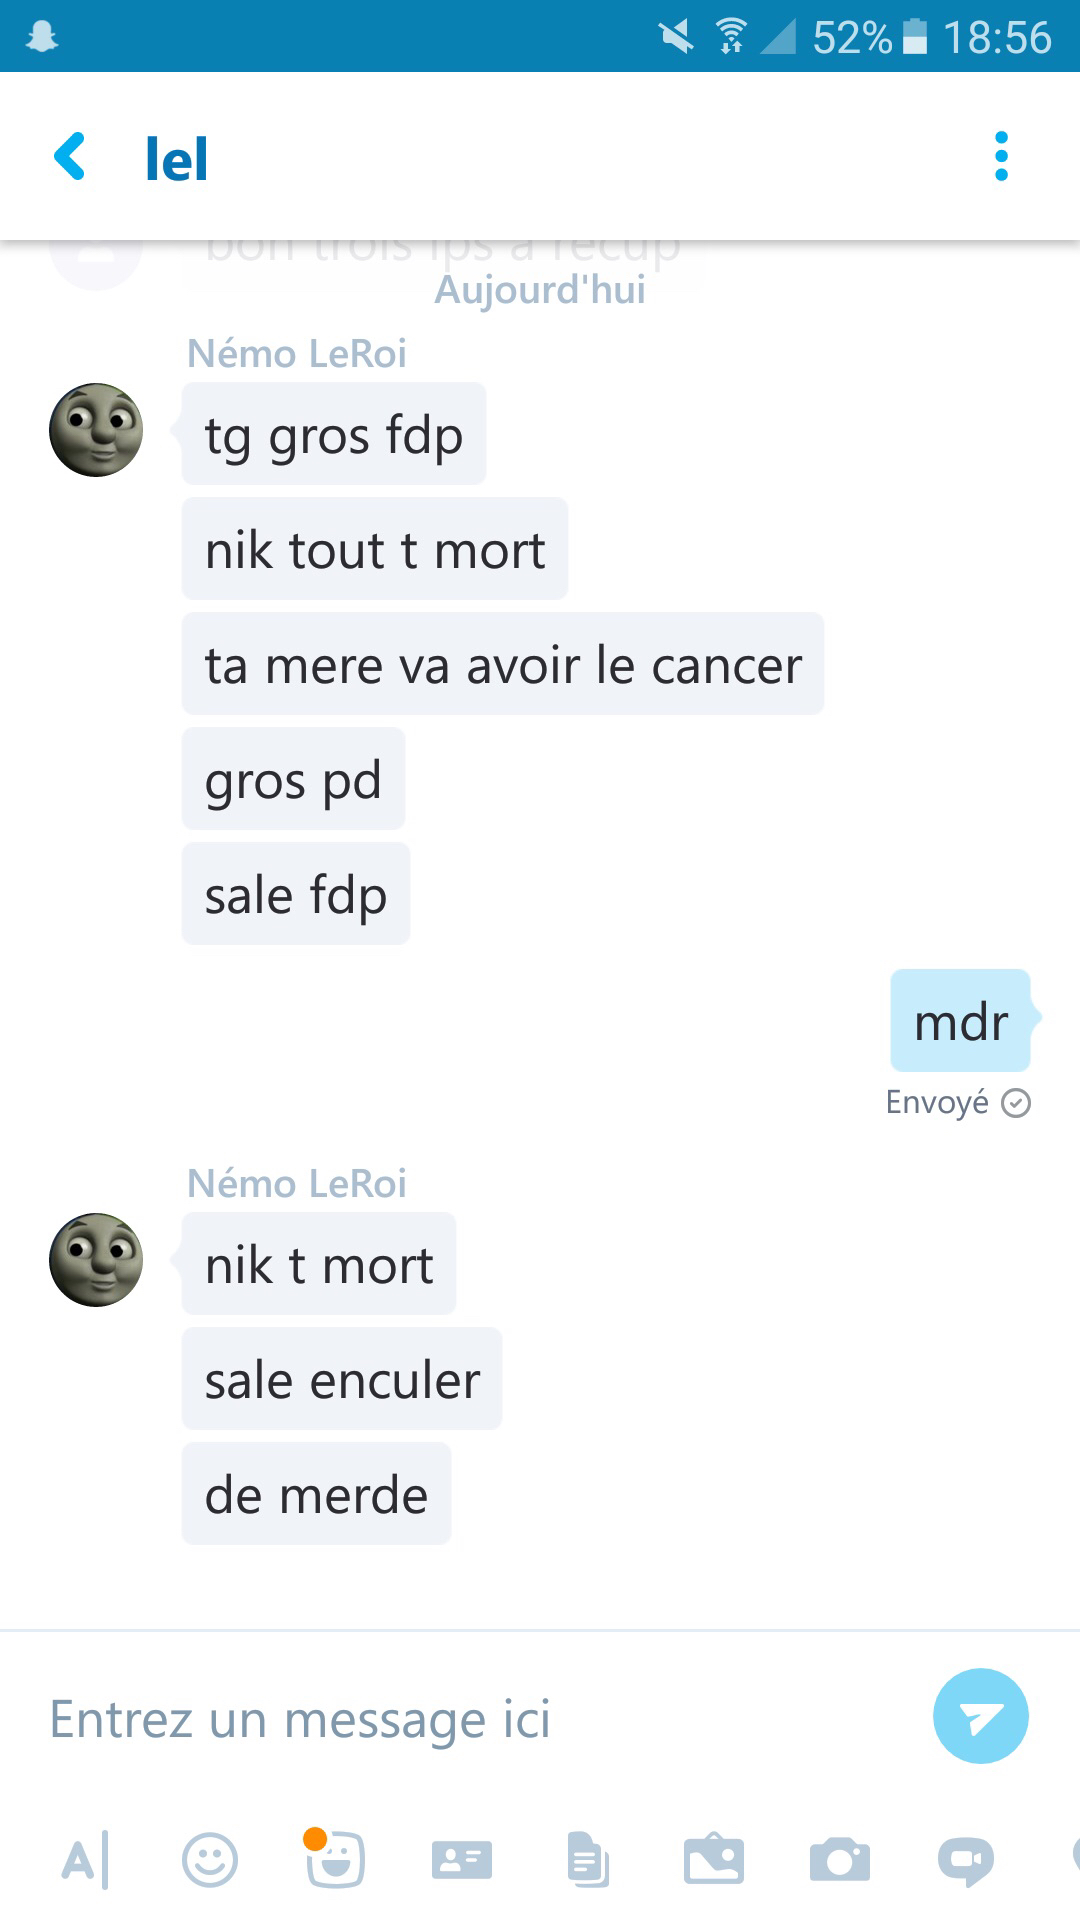 52% 18:56
lel
bon trois ips a récup
Aujourd'hui
Némo LeRoi
tg gros fdp
nik tout t mort
ta mere va avoir le cancer
gros pd
sale fdp
mdr
Envoyé
Némo LeRoi
nik t mort
sale enculer
de merde
Entrez un message ici
A